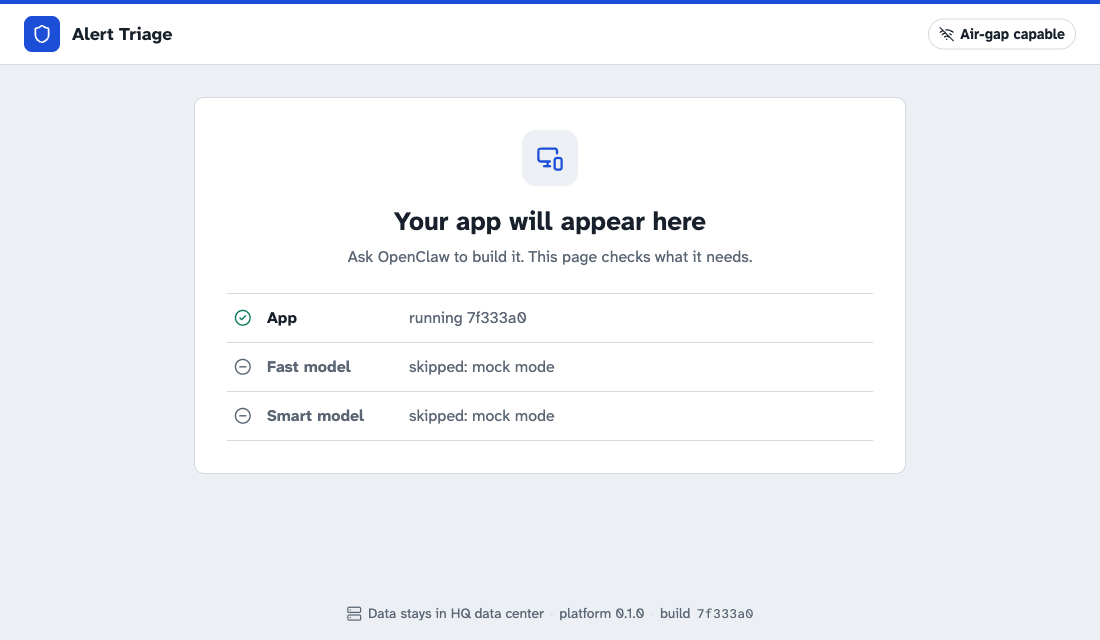 Alert Triage
Air-gap capable
Your app will appear here
Ask OpenClaw to build it. This page checks what it needs.
App running 7f333a0
Fast model skipped: mock mode
Smart model skipped: mock mode
Data stays in HQ data center · platform 0.1.0 · build 7f333a0